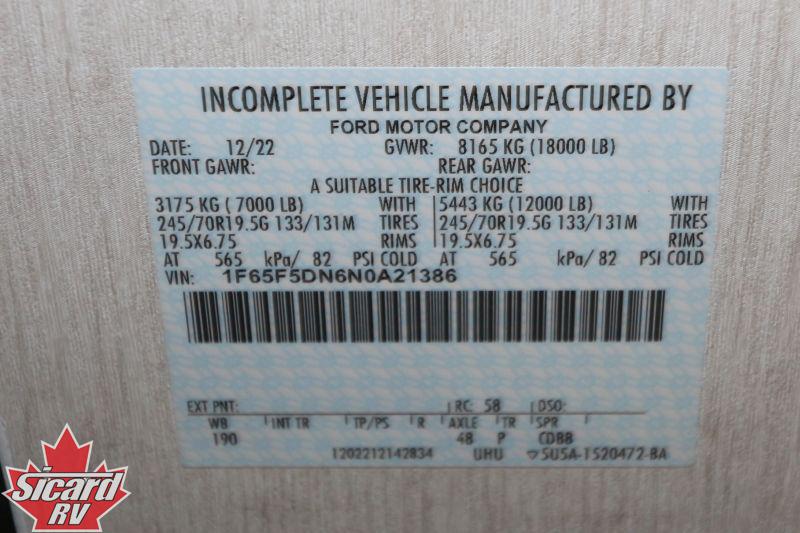 INCOMPLETE VEHICLE MANUFACTURED BY
FORD MOTOR COMPANY
DATE: 12/22 GVWR: 8165 KG (18000 LB)
FRONT GAWR: REAR GAWR:
A SUITABLE TIRE-RIM CHOICE
3175 KG ( 7000 LB) WITH 5443 KG (12000 LB) WITH
245/70R19.5G 133/131M TIRES 245/70R19.5G 133/131M TIRES
19.5X6.75 RIMS 19.5X6.75 RIMS
AT 565 kPa/ 82 PSI COLD AT 565 kPa/ 82 PSI COLD
VIN: 1F65F5DN6N0A21386
EXT PNT: RC: 58 DSO:
WB INT TR TP/PS R AXLE TR SPR
190 48 P CDBB
1202212142834 UHU 5U5A-1520472-BA
Sicard
RV